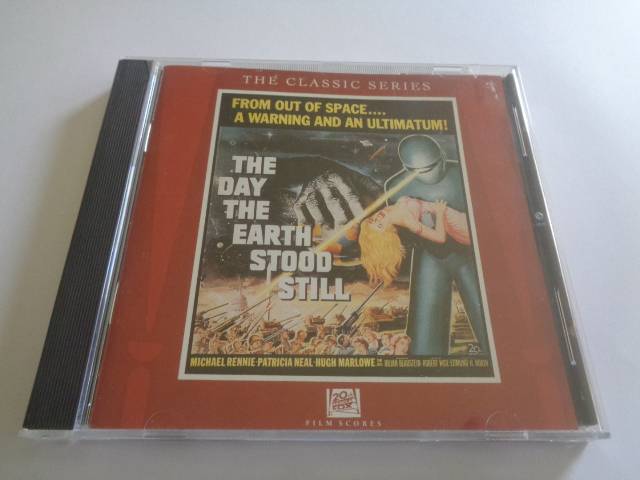 THE CLASSIC SERIES
FROM OUT OF SPACE....
A WARNING AND AN ULTIMATUM!
THE
DAY
THE
EARTH
STOOD
STILL
MICHAEL RENNIE·PATRICIA NEAL·HUGH MARLOWE
20
20th
CENTURY
FOX
FILM SCORES